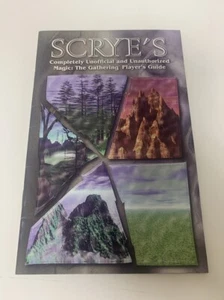 SCRYE'S
Completely Unofficial and Unauthorized
Magic: The Gathering Player's Guide